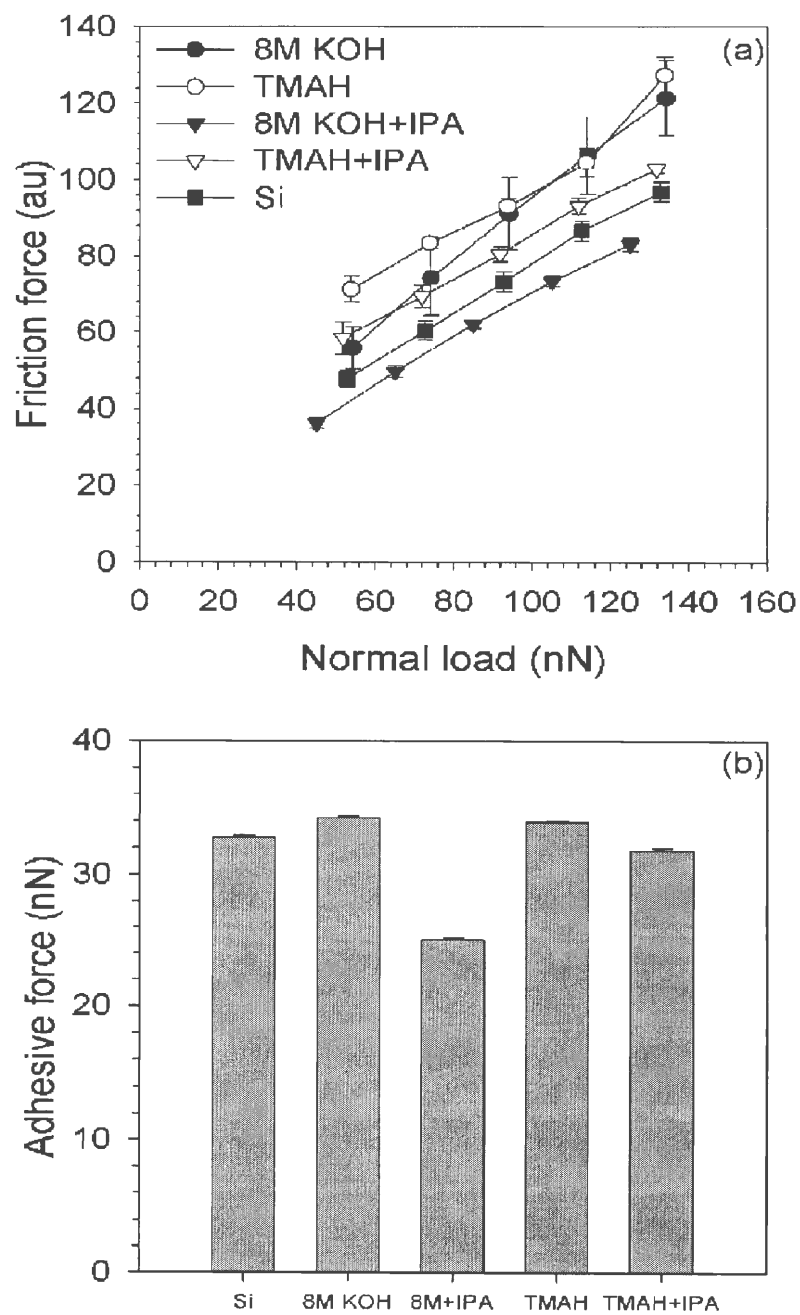 140
(a)
8M KOH
120
TMAH
8M KOH+IPA
100
TMAH+IPA
Si
80
60
40
20
0
Friction force (au)
0 20 40 60 80 100 120 140 160
Normal load (nN)
40
(b)
30
20
10
0
Adhesive force (nN)
Si 8M KOH 8M+IPA TMAH TMAH+IPA